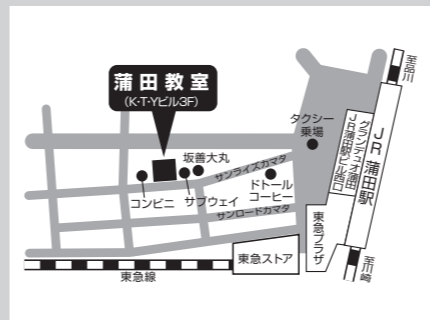 蒲田教室
(K・T・Yビル3F)
至品川
タクシー
乗場
グランデュオ蒲田
JR蒲田駅ビル西口
JR 蒲田駅
坂善大丸
サンライズカマタ
コンビニ
サブウェイ
ドトール
コーヒー
サンロードカマタ
東急プラザ
東急ストア
東急線
至川崎